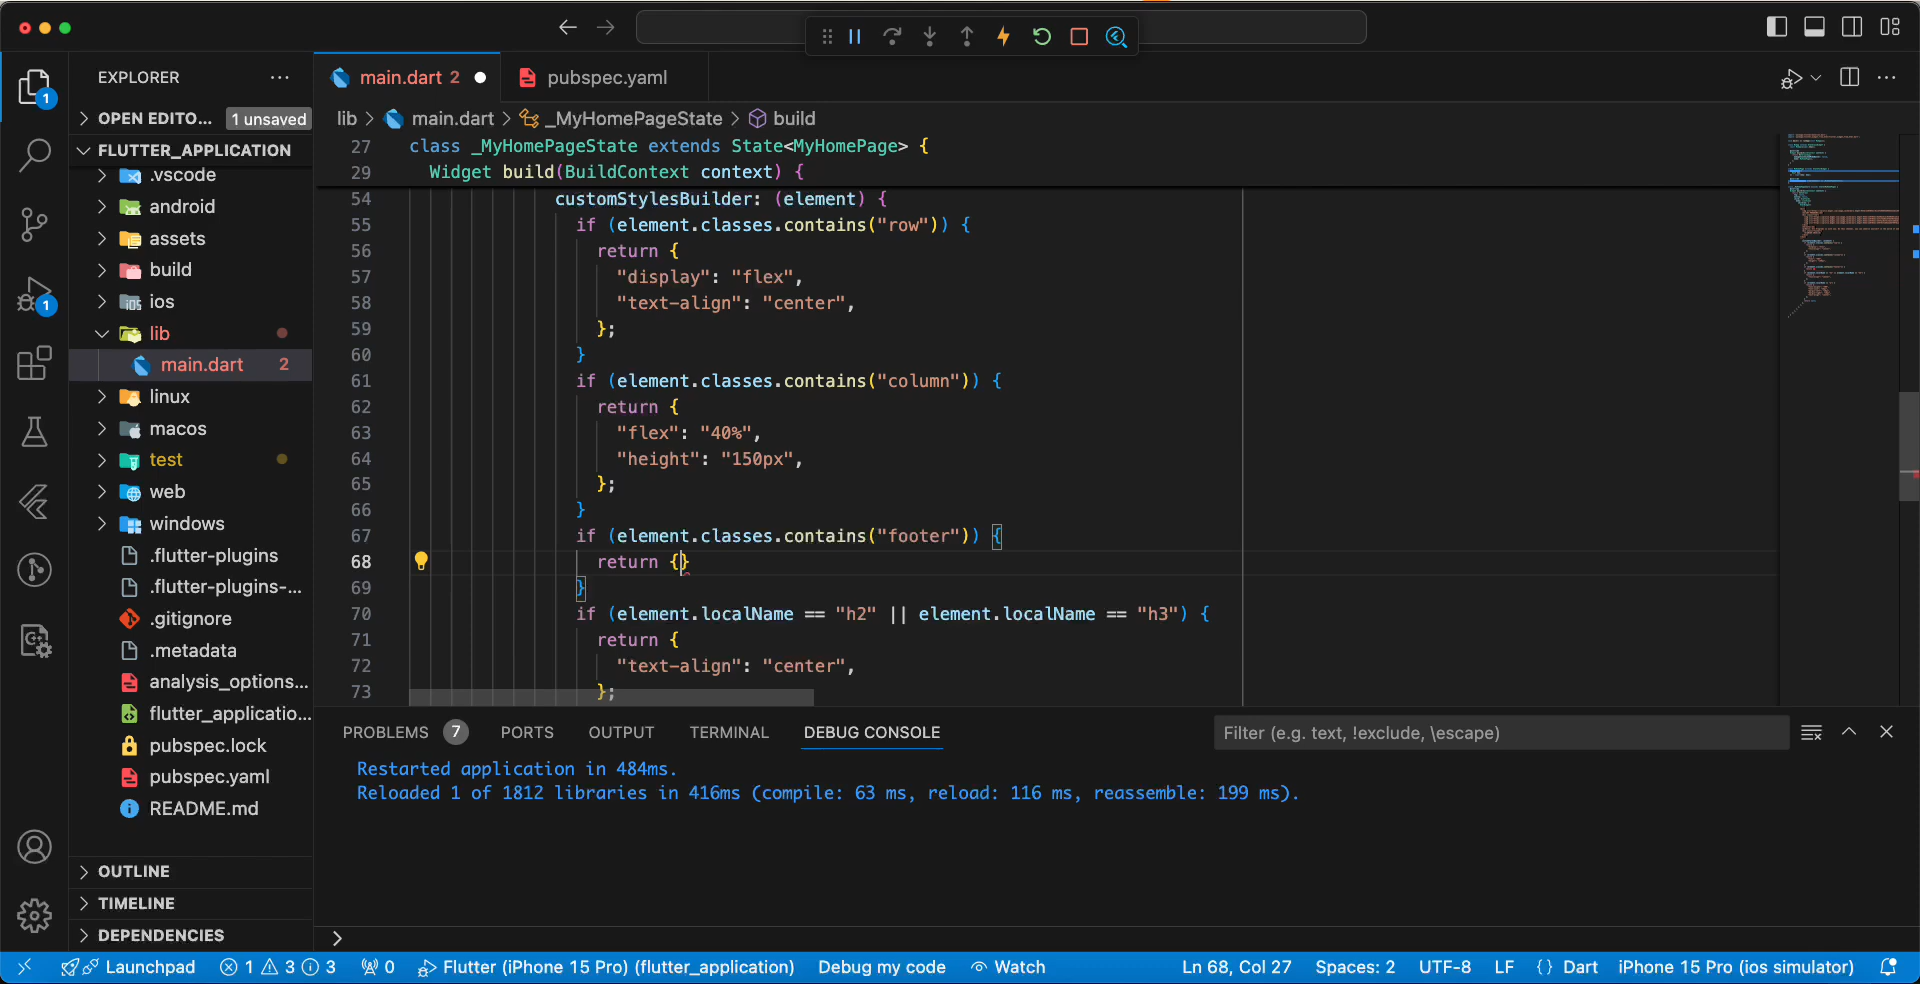 EXPLORER
OPEN EDITO... 1 unsaved
FLUTTER_APPLICATION
.vscode
android
assets
build
ios
lib
main.dart 2
linux
macos
test
web
windows
.flutter-plugins
.flutter-plugins-...
.gitignore
.metadata
analysis_options...
flutter_applicatio...
pubspec.lock
pubspec.yaml
README.md
OUTLINE
TIMELINE
DEPENDENCIES
1
1
main.dart 2
pubspec.yaml
lib > main.dart > _MyHomePageState > build
27 class _MyHomePageState extends State<MyHomePage> {
29 Widget build(BuildContext context) {
54 customStylesBuilder: (element) {
55 if (element.classes.contains("row")) {
56 return {
57 "display": "flex",
58 "text-align": "center",
59 };
60 }
61 if (element.classes.contains("column")) {
62 return {
63 "flex": "40%",
64 "height": "150px",
65 };
66 }
67 if (element.classes.contains("footer")) {
68 return {}
69 }
70 if (element.localName == "h2" || element.localName == "h3") {
71 return {
72 "text-align": "center",
73 };
PROBLEMS 7 PORTS OUTPUT TERMINAL DEBUG CONSOLE
Filter (e.g. text, !exclude, \escape)
Restarted application in 484ms.
Reloaded 1 of 1812 libraries in 416ms (compile: 63 ms, reload: 116 ms, reassemble: 199 ms).
>
Launchpad 1 3 3 0 Flutter (iPhone 15 Pro) (flutter_application) Debug my code Watch Ln 68, Col 27 Spaces: 2 UTF-8 LF {} Dart iPhone 15 Pro (ios simulator)